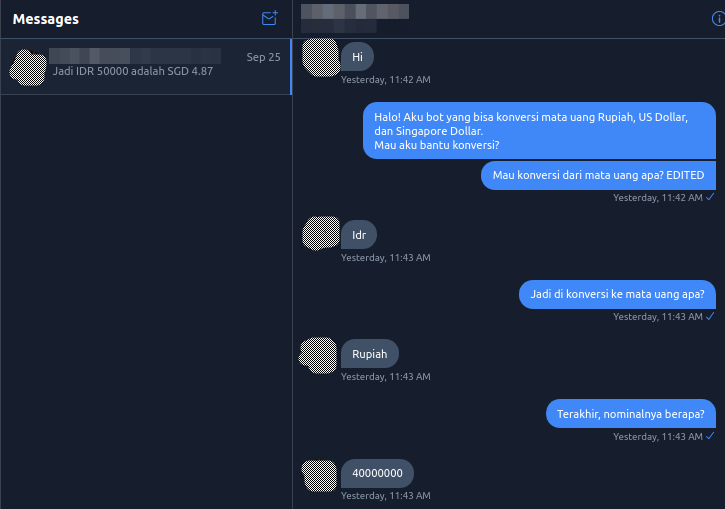 Messages
Sep 25
Jadi IDR 50000 adalah SGD 4.87
Hi
Yesterday, 11:42 AM
Halo! Aku bot yang bisa konversi mata uang Rupiah, US Dollar,
dan Singapore Dollar.
Mau aku bantu konversi?
Mau konversi dari mata uang apa? EDITED
Yesterday, 11:42 AM
Idr
Yesterday, 11:43 AM
Jadi di konversi ke mata uang apa?
Yesterday, 11:43 AM
Rupiah
Yesterday, 11:43 AM
Terakhir, nominalnya berapa?
Yesterday, 11:43 AM
40000000
Yesterday, 11:43 AM